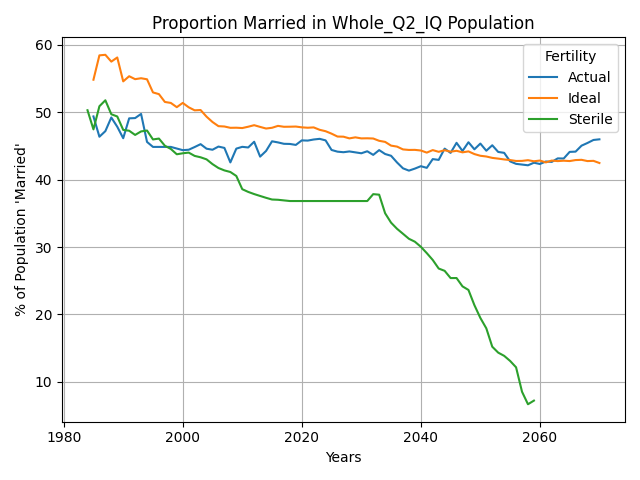 Proportion Married in Whole_Q2_IQ Population
Fertility
Actual
Ideal
Sterile
% of Population 'Married'
60
50
40
30
20
10
1980
2000
2020
2040
2060
Years